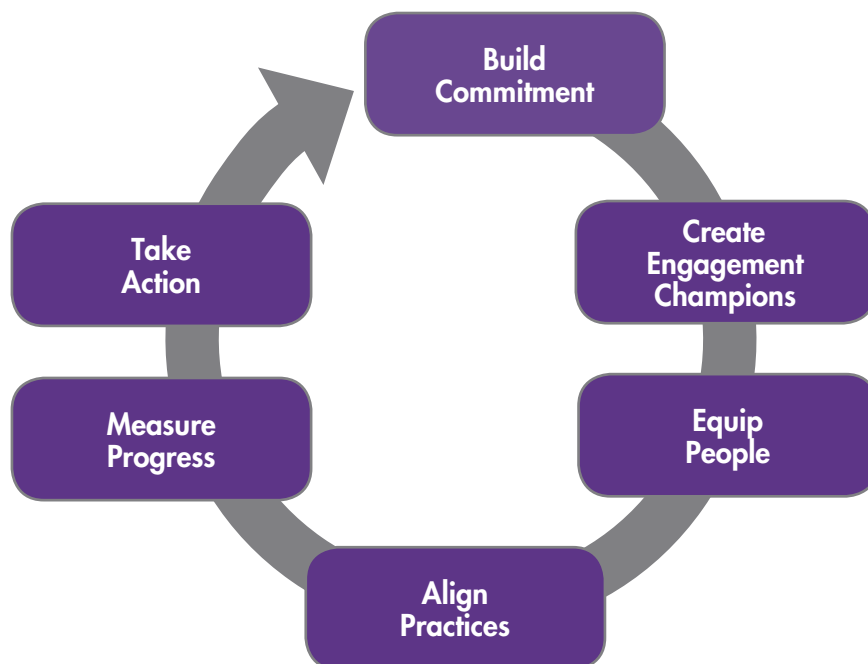 Build
Commitment
Create
Engagement
Champions
Equip
People
Align
Practices
Measure
Progress
Take
Action